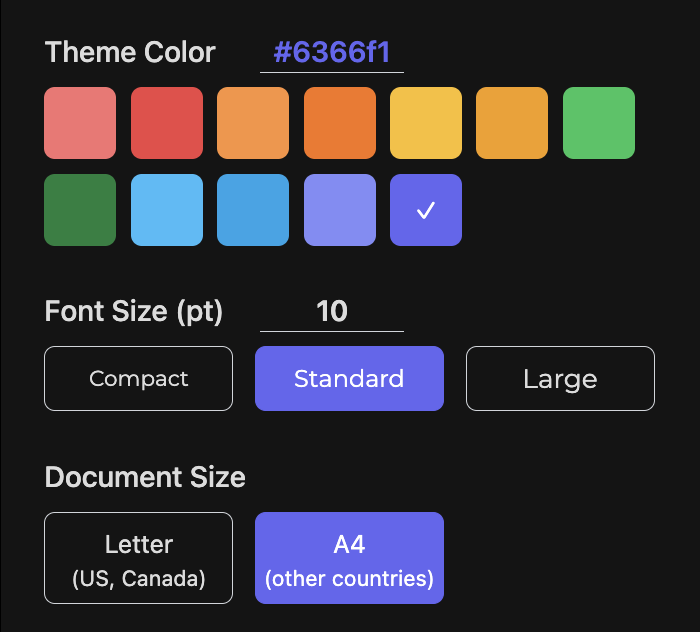 Theme Color #6366f1
Font Size (pt) 10
Compact Standard Large
Document Size
Letter A4
(US, Canada) (other countries)